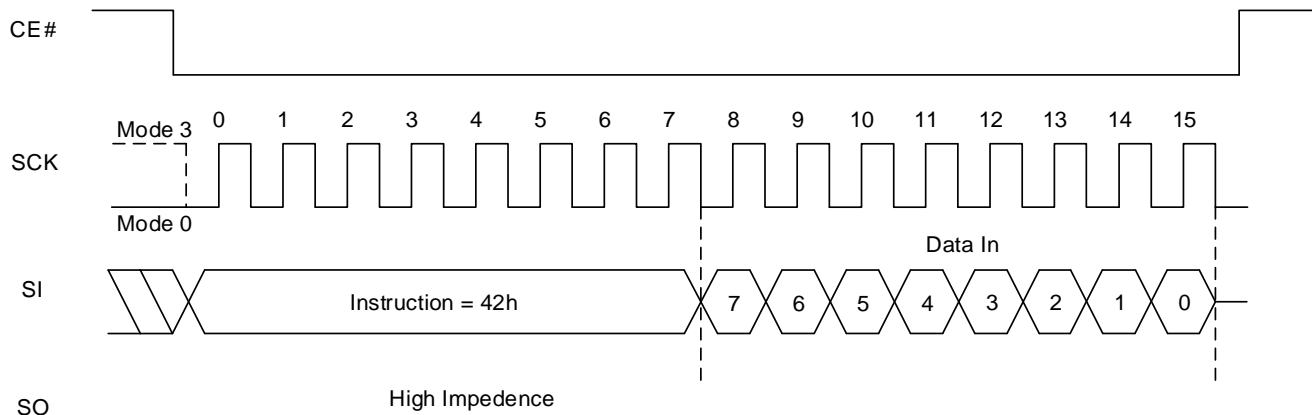 CE#
Mode 3
0 1 2 3 4 5 6 7 8 9 10 11 12 13 14 15
SCK
Mode 0
Data In
SI
Instruction = 42h
7 6 5 4 3 2 1 0
High Impedence
SO